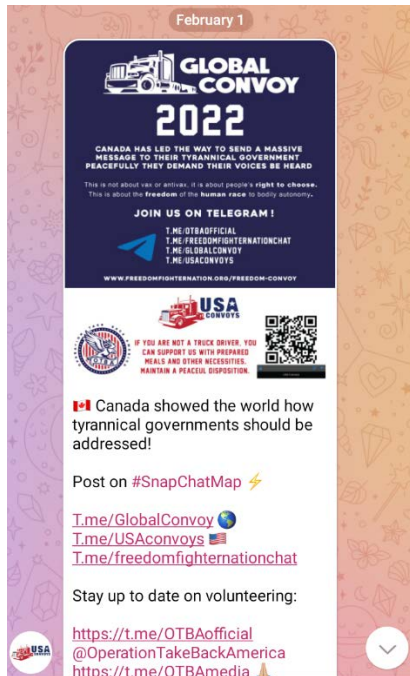 February 1
GLOBAL
CONVOY
2022
CANADA HAS LED THE WAY TO SEND A MASSIVE
MESSAGE TO THEIR TYRANNICAL GOVERNMENT
PEACEFULLY THEY DEMAND THEIR VOICES BE HEARD
This is not about vax or antivax, it is about people's right to choose.
This is about the freedom of the human race to bodily autonomy.
JOIN US ON TELEGRAM !
T.ME/OTBAOFFICIAL
T.ME/FREEDOMFIGHTERNATIONCHAT
T.ME/GLOBALCONVOY
T.ME/USACONVOYS
WWW.FREEDOMFIGHTERNATION.ORG/FREEDOM-CONVOY
USA
CONVOYS
IF YOU ARE NOT A TRUCK DRIVER, YOU
CAN SUPPORT US WITH PREPARED
MEALS AND OTHER NECESSITIES.
MAINTAIN A PEACEFUL DISPOSITION.
🇨🇦 Canada showed the world how
tyrannical governments should be
addressed!
Post on #SnapChatMap ⚡
T.me/GlobalConvoy 🌎
T.me/USAconvoys 🇺🇸
T.me/freedomfighternationchat
Stay up to date on volunteering:
https://t.me/OTBAofficial
@OperationTakeBackAmerica
https://t.me/OTBAmedia 🙏🏼
USA